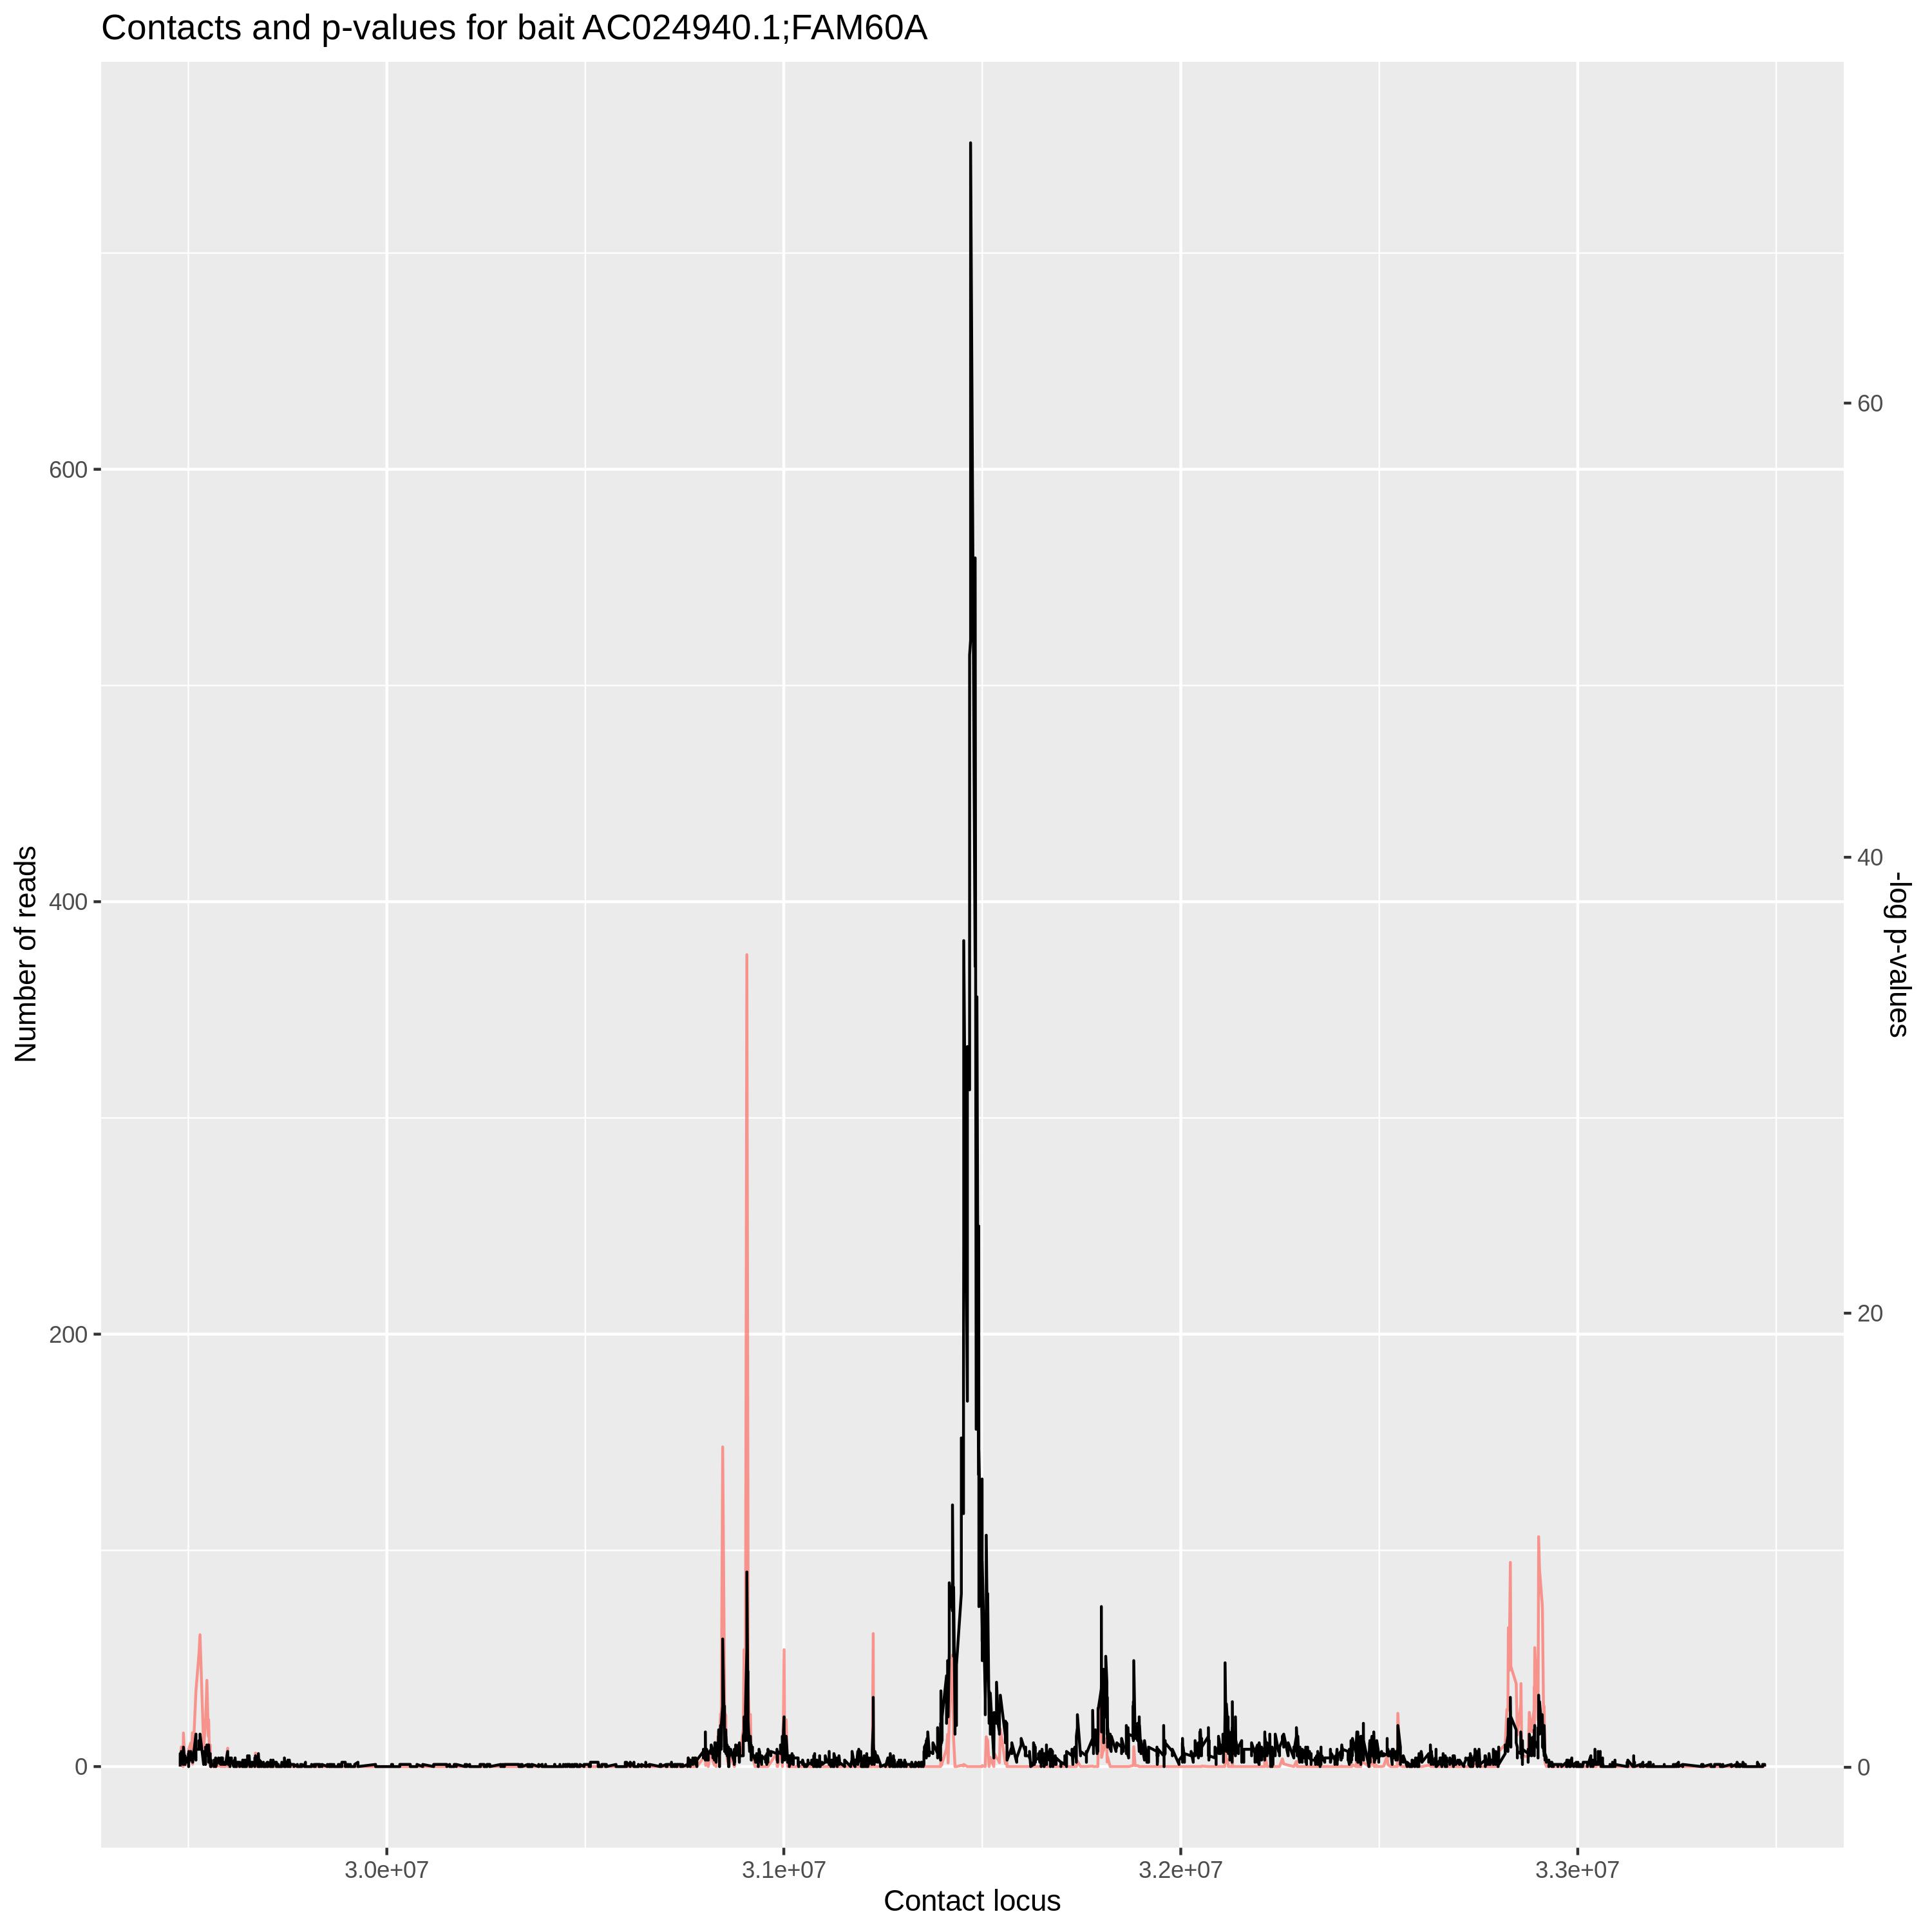 Contacts and p-values for bait AC024940.1;FAM60A
Number of reads
600
400
200
0
60
40
20
0
-log p-values
3.0e+07
3.1e+07
3.2e+07
3.3e+07
Contact locus